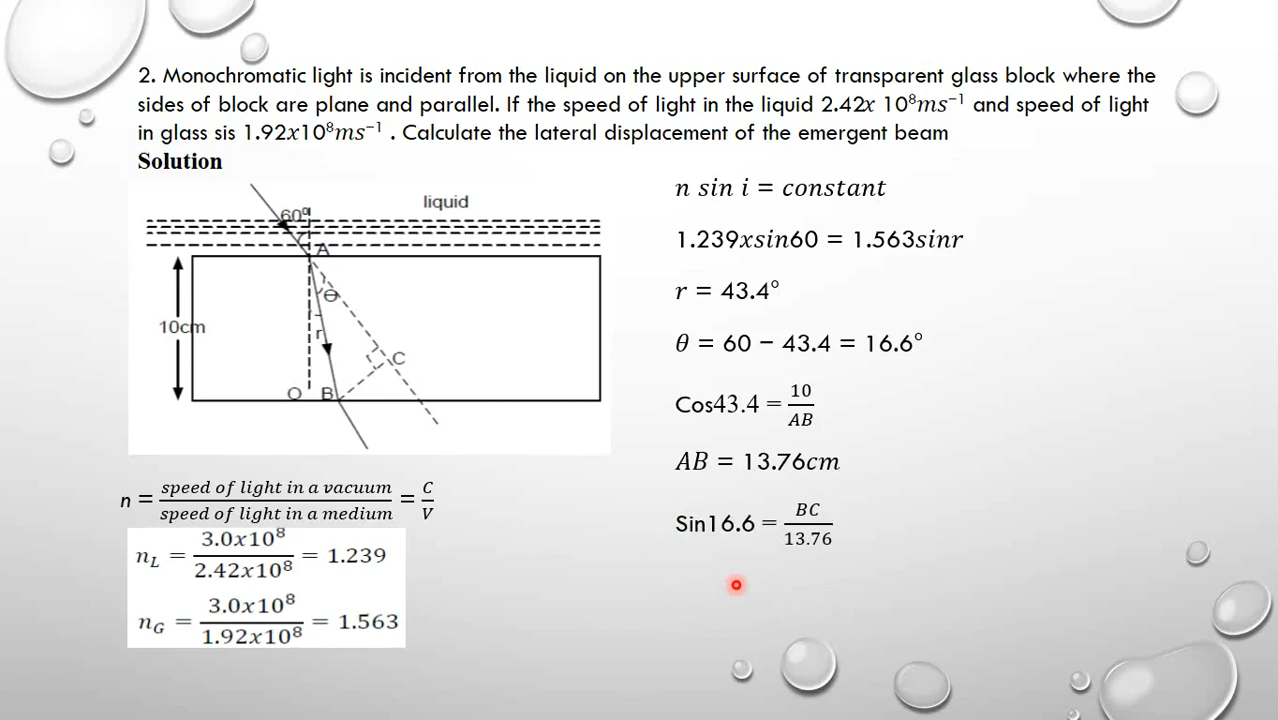 2. Monochromatic light is incident from the liquid on the upper surface of transparent glass block where the
sides of block are plane and parallel. If the speed of light in the liquid 2.42x 10⁸ms⁻¹ and speed of light
in glass sis 1.92x10⁸ms⁻¹ . Calculate the lateral displacement of the emergent beam
Solution
60⁰
liquid
A
θ
10cm
r
C
O B
n = speed of light in a vacuum / speed of light in a medium = C / V
n_L = 3.0x10⁸ / 2.42x10⁸ = 1.239
n_G = 3.0x10⁸ / 1.92x10⁸ = 1.563
n sin i = constant
1.239xsin60 = 1.563sinr
r = 43.4°
θ = 60 − 43.4 = 16.6°
Cos43.4 = 10 / AB
AB = 13.76cm
Sin16.6 = BC / 13.76